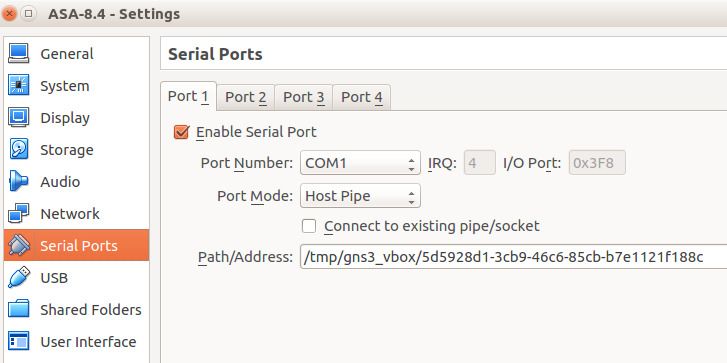 ASA-8.4 - Settings
General
System
Display
Storage
Audio
Network
Serial Ports
USB
Shared Folders
User Interface
Serial Ports
Port 1 Port 2 Port 3 Port 4
Enable Serial Port
Port Number: COM1 IRQ: 4 I/O Port: 0x3F8
Port Mode: Host Pipe
Connect to existing pipe/socket
Path/Address: /tmp/gns3_vbox/5d5928d1-3cb9-46c6-85cb-b7e1121f188c